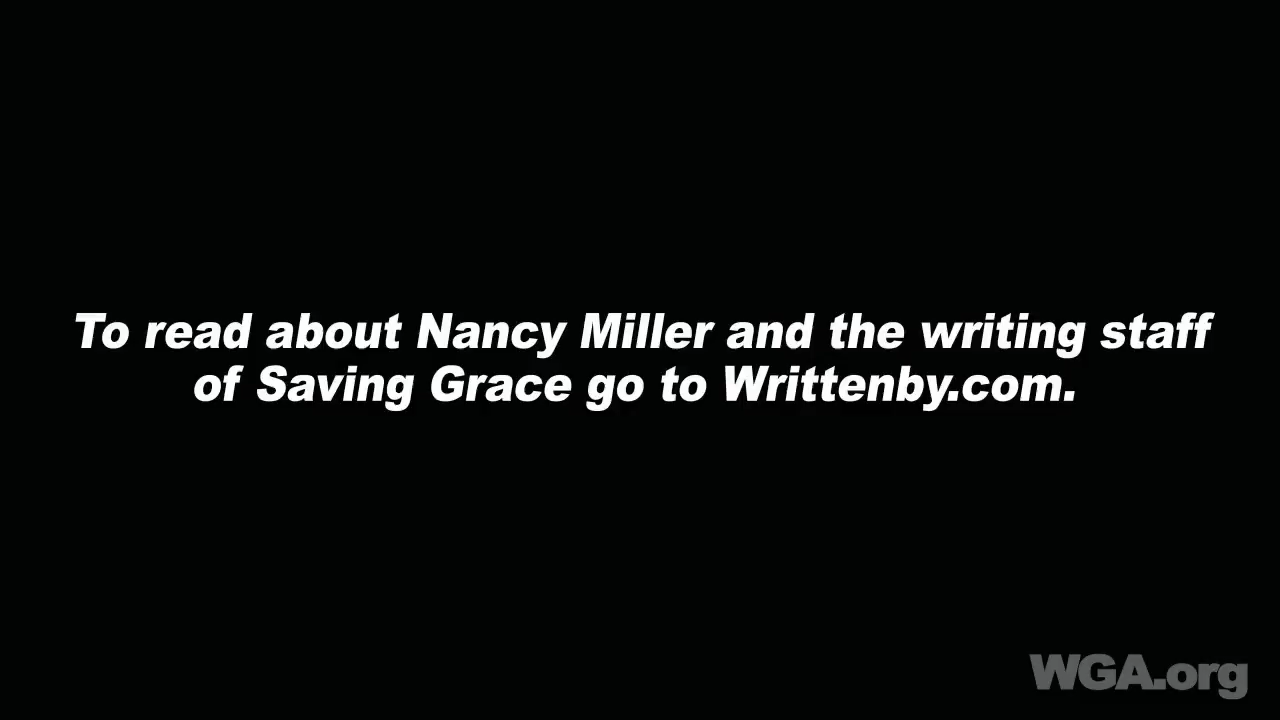 To read about Nancy Miller and the writing staff
of Saving Grace go to Writtenby.com.
WGA.org